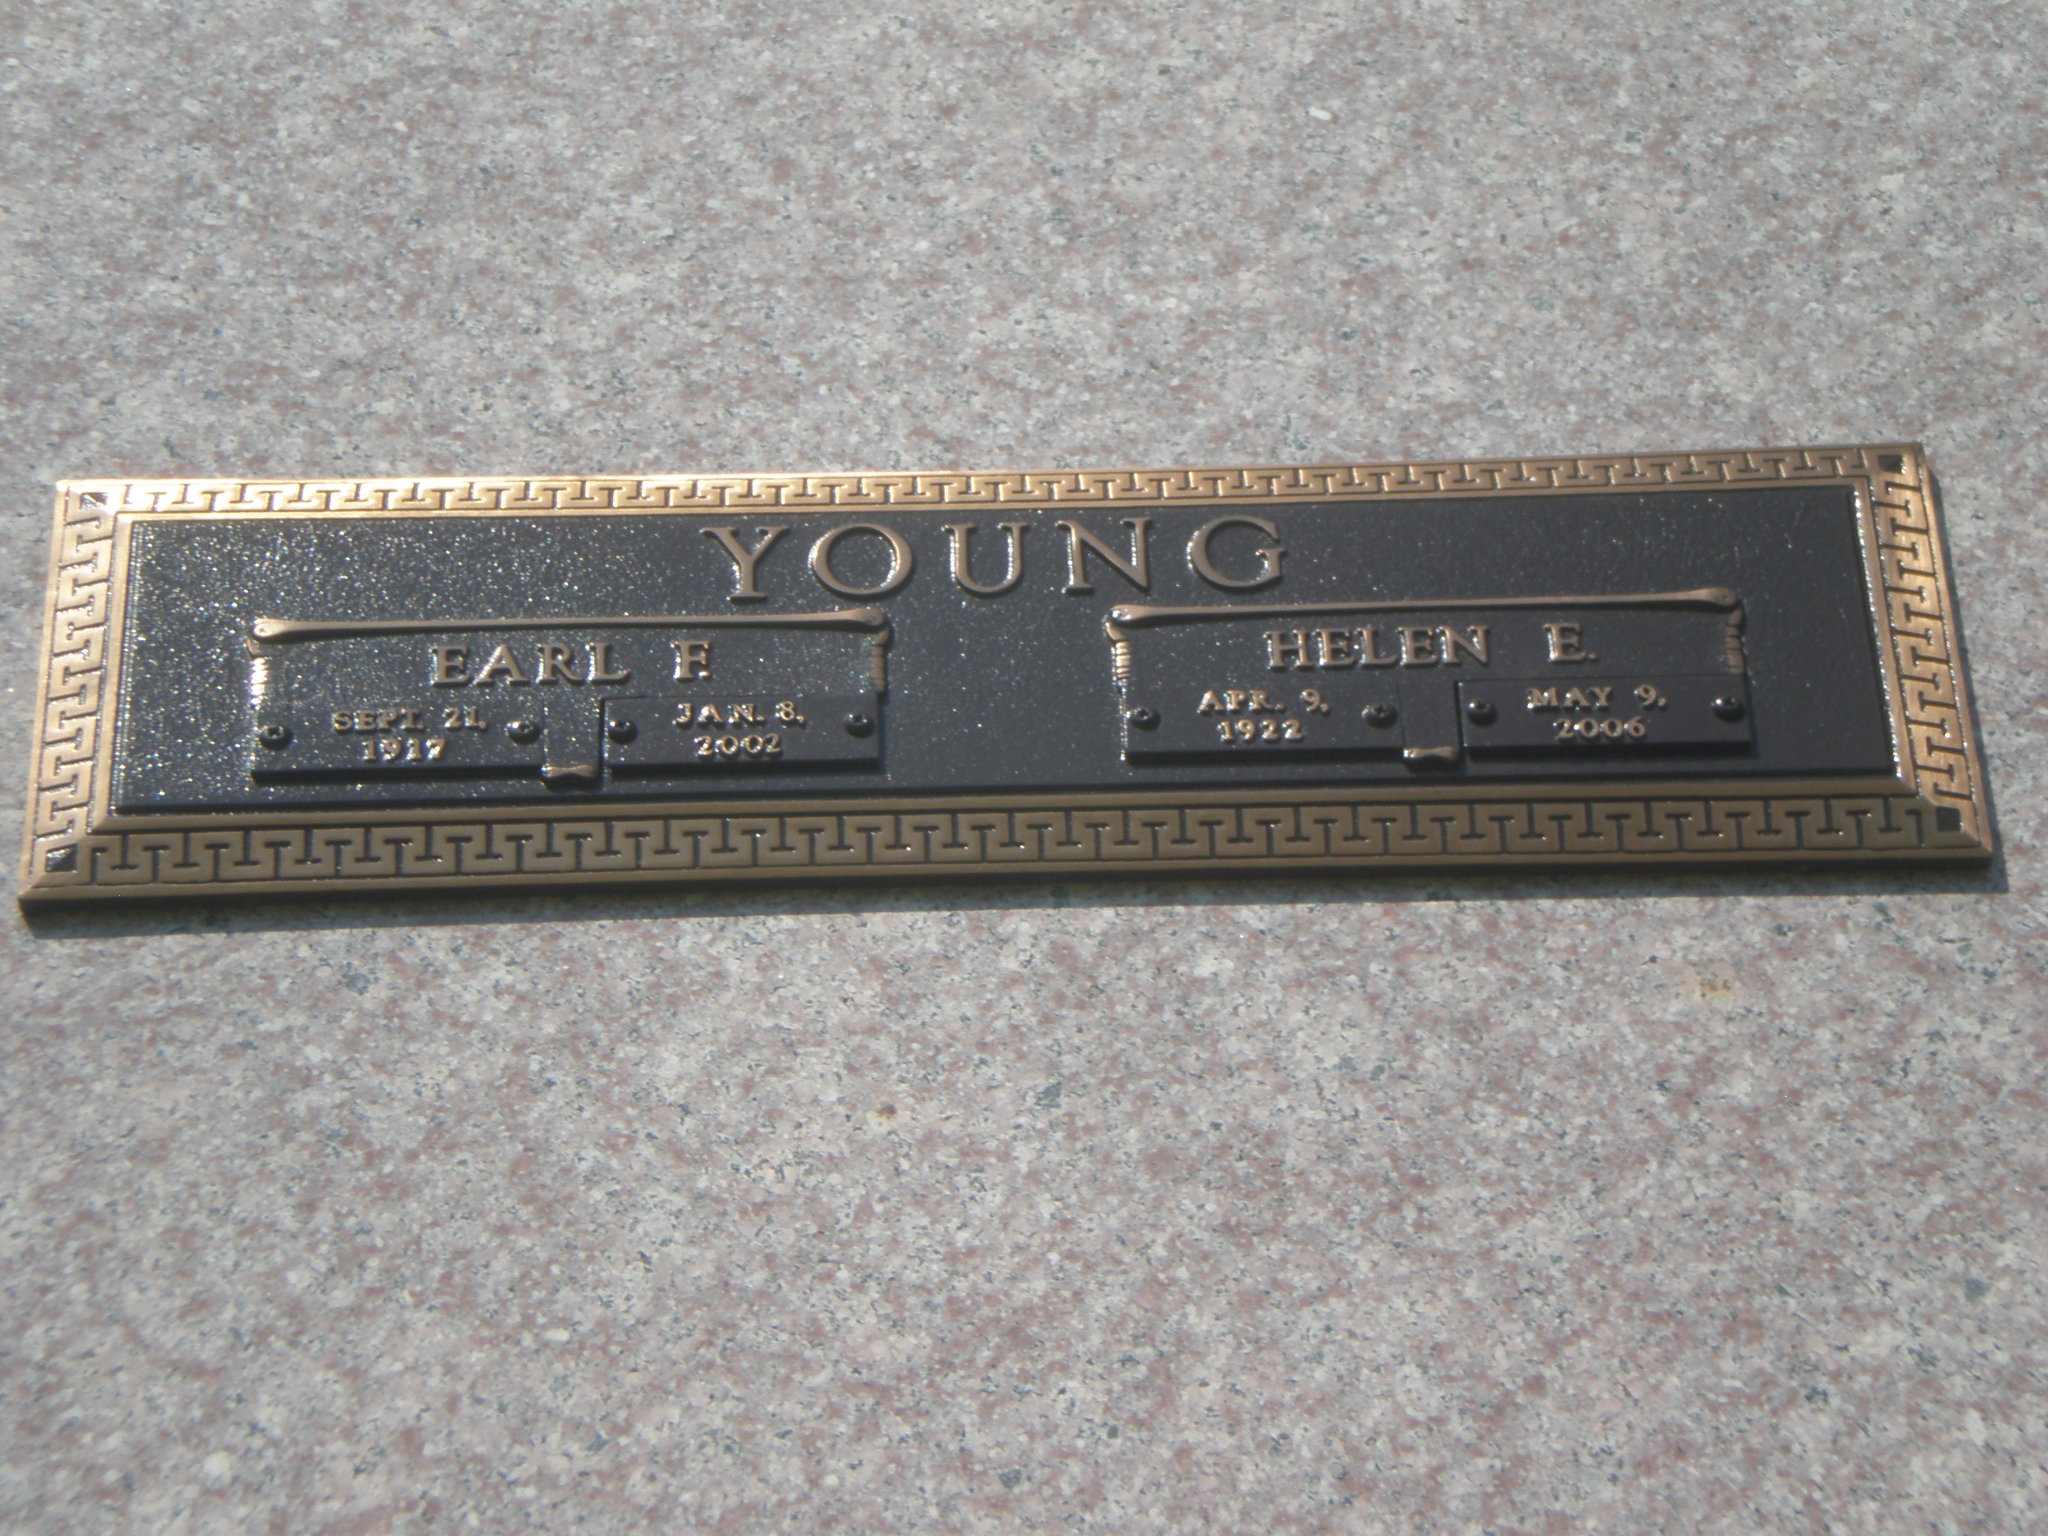 YOUNG
EARL F.
SEPT. 21,
1917
JAN. 8,
2002
HELEN E.
APR. 9,
1922
MAY 9,
2006